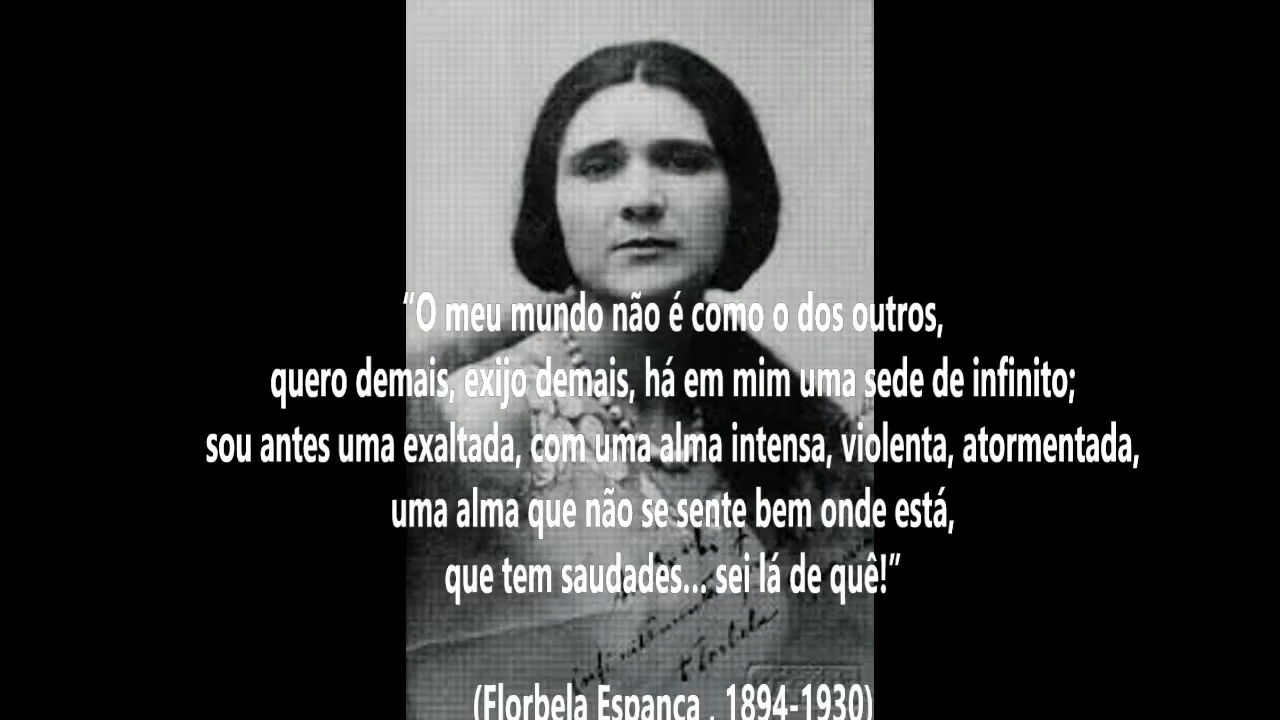 “O meu mundo não é como o dos outros,
quero demais, exijo demais, há em mim uma sede de infinito;
sou antes uma exaltada, com uma alma intensa, violenta, atormentada,
uma alma que não se sente bem onde está,
que tem saudades... sei lá de quê!”
Florbela
(Florbela Espanca , 1894-1930)